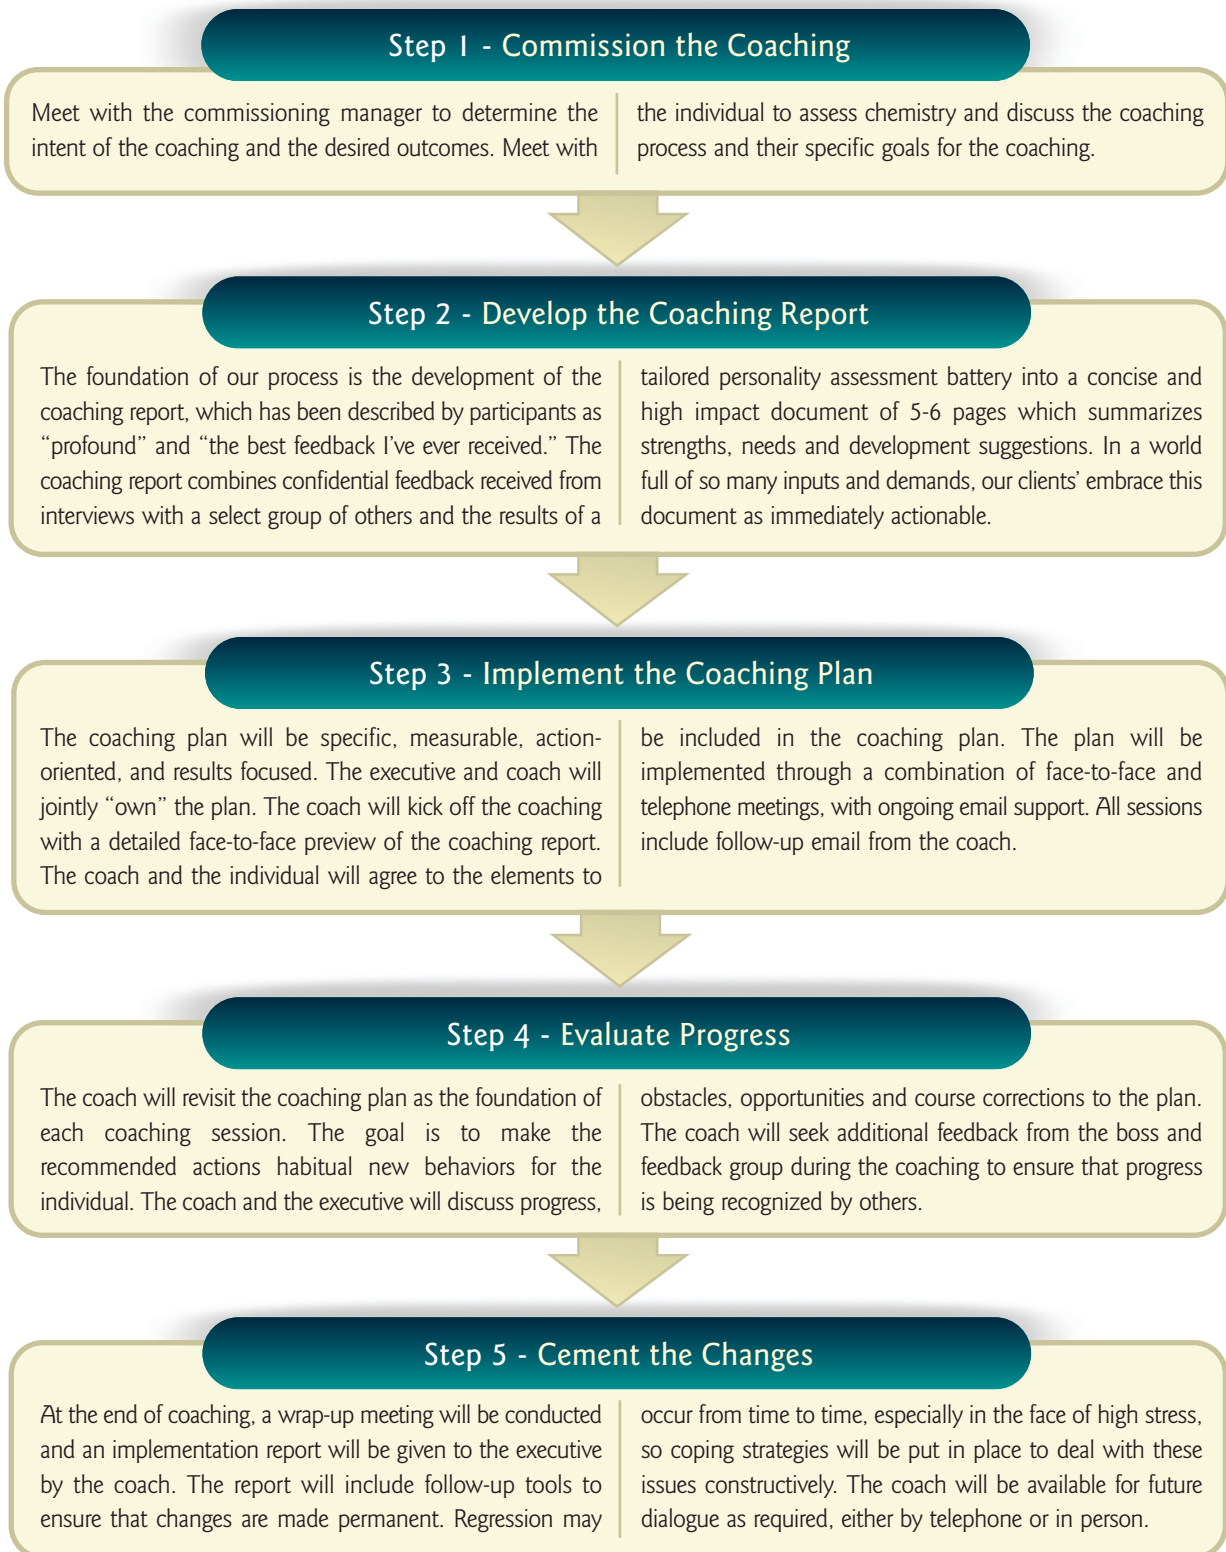 Step 1 - Commission the Coaching
Meet with the commissioning manager to determine the
intent of the coaching and the desired outcomes. Meet with
the individual to assess chemistry and discuss the coaching
process and their specific goals for the coaching.
Step 2 - Develop the Coaching Report
The foundation of our process is the development of the
coaching report, which has been described by participants as
“profound” and “the best feedback I’ve ever received.” The
coaching report combines confidential feedback received from
interviews with a select group of others and the results of a
tailored personality assessment battery into a concise and
high impact document of 5-6 pages which summarizes
strengths, needs and development suggestions. In a world
full of so many inputs and demands, our clients’ embrace this
document as immediately actionable.
Step 3 - Implement the Coaching Plan
The coaching plan will be specific, measurable, action-
oriented, and results focused. The executive and coach will
jointly “own” the plan. The coach will kick off the coaching
with a detailed face-to-face preview of the coaching report.
The coach and the individual will agree to the elements to
be included in the coaching plan. The plan will be
implemented through a combination of face-to-face and
telephone meetings, with ongoing email support. All sessions
include follow-up email from the coach.
Step 4 - Evaluate Progress
The coach will revisit the coaching plan as the foundation of
each coaching session. The goal is to make the
recommended actions habitual new behaviors for the
individual. The coach and the executive will discuss progress,
obstacles, opportunities and course corrections to the plan.
The coach will seek additional feedback from the boss and
feedback group during the coaching to ensure that progress
is being recognized by others.
Step 5 - Cement the Changes
At the end of coaching, a wrap-up meeting will be conducted
and an implementation report will be given to the executive
by the coach. The report will include follow-up tools to
ensure that changes are made permanent. Regression may
occur from time to time, especially in the face of high stress,
so coping strategies will be put in place to deal with these
issues constructively. The coach will be available for future
dialogue as required, either by telephone or in person.